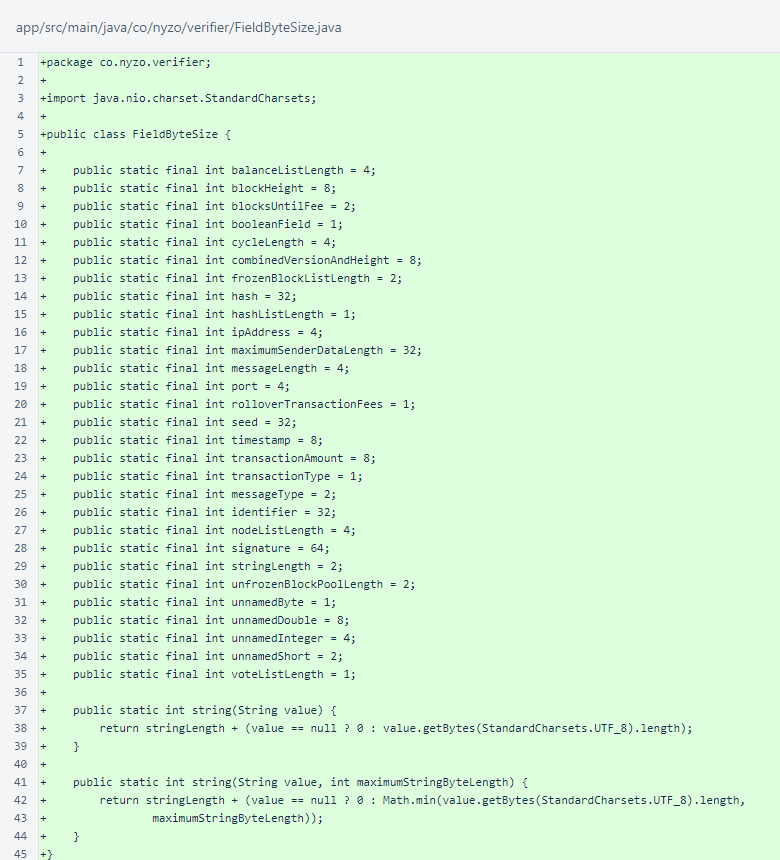 app/src/main/java/co/nyzo/verifier/FieldByteSize.java
1 +package co.nyzo.verifier;
2 +
3 +import java.nio.charset.StandardCharsets;
4 +
5 +public class FieldByteSize {
6 +
7 +    public static final int balanceListLength = 4;
8 +    public static final int blockHeight = 8;
9 +    public static final int blocksUntilFee = 2;
10 +    public static final int booleanField = 1;
11 +    public static final int cycleLength = 4;
12 +    public static final int combinedVersionAndHeight = 8;
13 +    public static final int frozenBlockListLength = 2;
14 +    public static final int hash = 32;
15 +    public static final int hashListLength = 1;
16 +    public static final int ipAddress = 4;
17 +    public static final int maximumSenderDataLength = 32;
18 +    public static final int messageLength = 4;
19 +    public static final int port = 4;
20 +    public static final int rolloverTransactionFees = 1;
21 +    public static final int seed = 32;
22 +    public static final int timestamp = 8;
23 +    public static final int transactionAmount = 8;
24 +    public static final int transactionType = 1;
25 +    public static final int messageType = 2;
26 +    public static final int identifier = 32;
27 +    public static final int nodeListLength = 4;
28 +    public static final int signature = 64;
29 +    public static final int stringLength = 2;
30 +    public static final int unfrozenBlockPoolLength = 2;
31 +    public static final int unnamedByte = 1;
32 +    public static final int unnamedDouble = 8;
33 +    public static final int unnamedInteger = 4;
34 +    public static final int unnamedShort = 2;
35 +    public static final int voteListLength = 1;
36 +
37 +    public static int string(String value) {
38 +        return stringLength + (value == null ? 0 : value.getBytes(StandardCharsets.UTF_8).length);
39 +    }
40 +
41 +    public static int string(String value, int maximumStringByteLength) {
42 +        return stringLength + (value == null ? 0 : Math.min(value.getBytes(StandardCharsets.UTF_8).length,
43 +                maximumStringByteLength));
44 +    }
45 +}